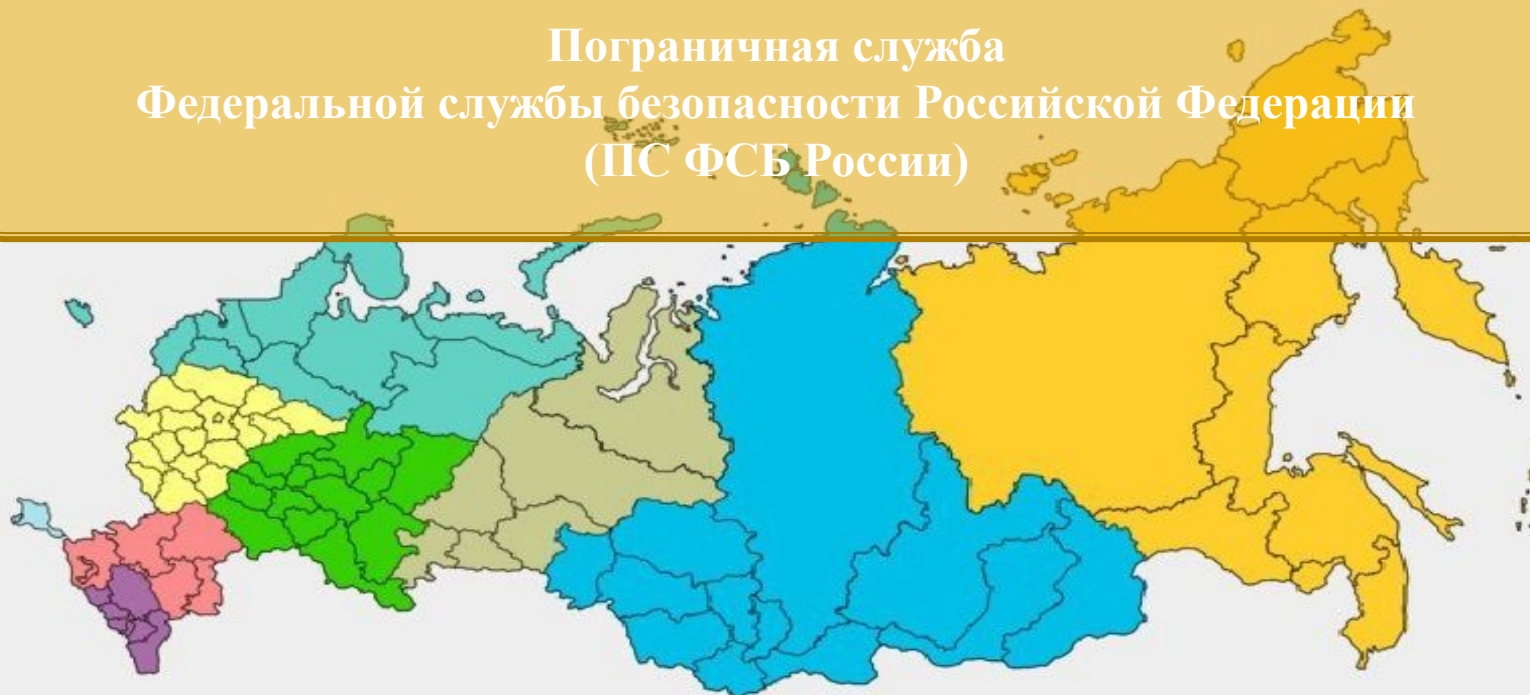 Пограничная служба
Федеральной службы безопасности Российской Федерации
(ПС ФСБ России)